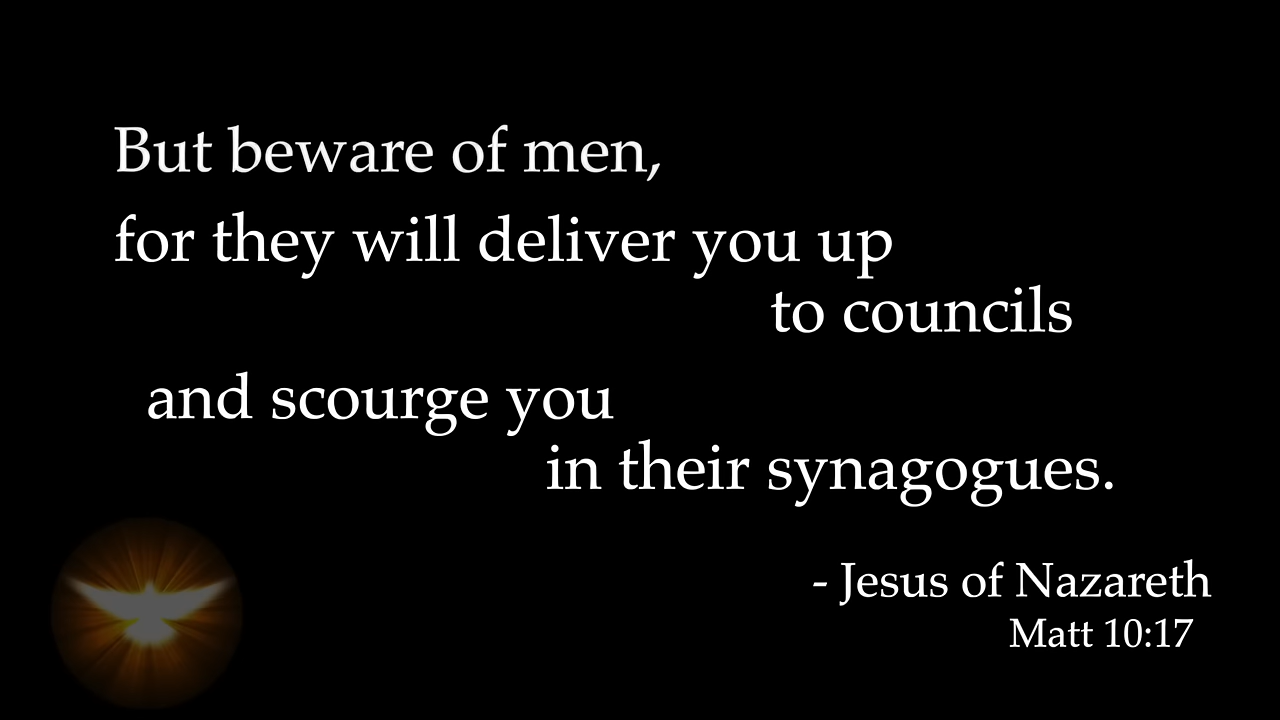 But beware of men,
for they will deliver you up
to councils
and scourge you
in their synagogues.
- Jesus of Nazareth
Matt 10:17